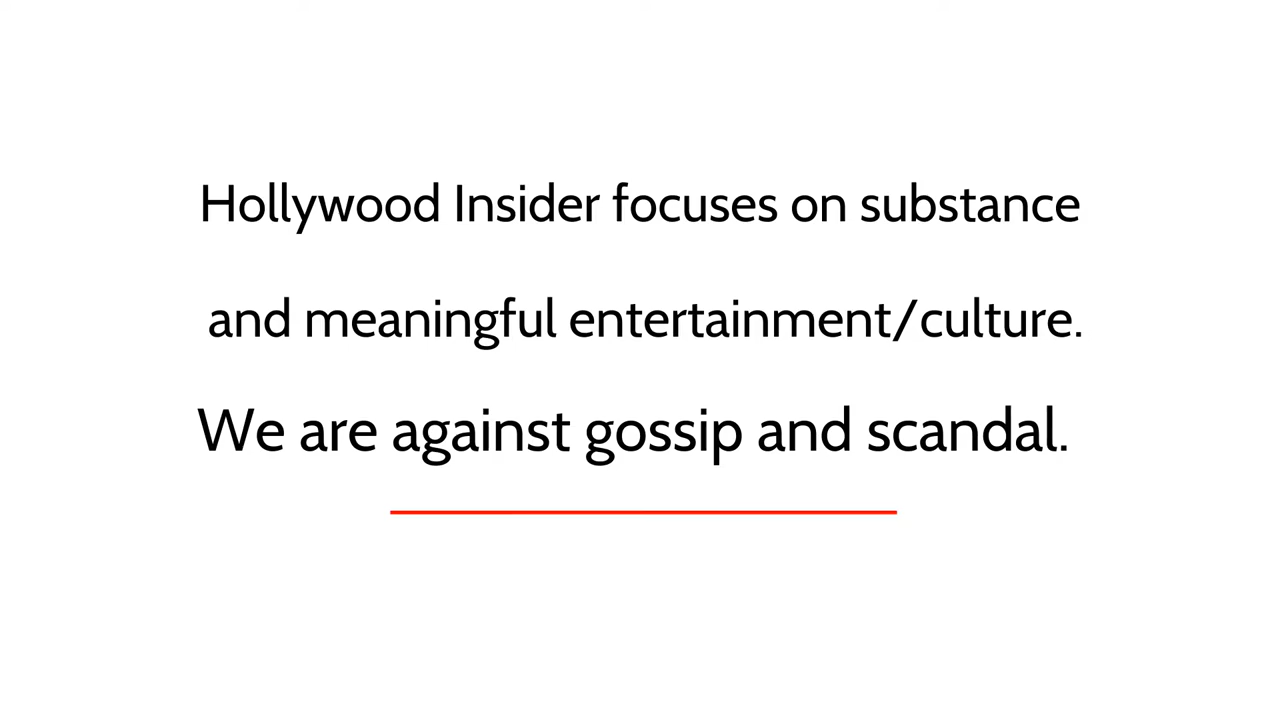 Hollywood Insider focuses on substance
and meaningful entertainment/culture.
We are against gossip and scandal.